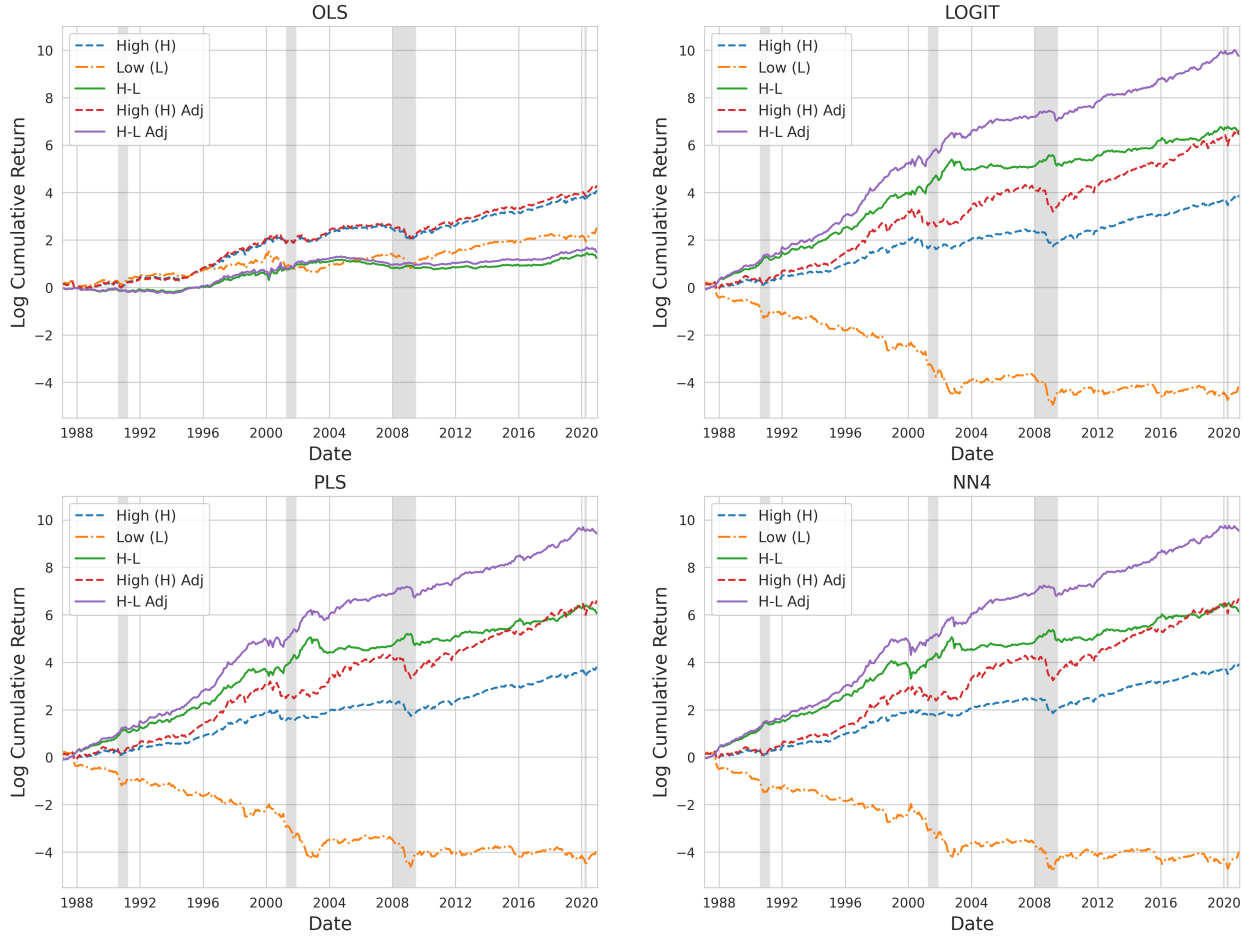 OLS
High (H)
Low (L)
H-L
High (H) Adj
H-L Adj
10
8
6
4
2
0
−2
−4
Log Cumulative Return
1988 1992 1996 2000 2004 2008 2012 2016 2020
Date
LOGIT
High (H)
Low (L)
H-L
High (H) Adj
H-L Adj
10
8
6
4
2
0
−2
−4
Log Cumulative Return
1988 1992 1996 2000 2004 2008 2012 2016 2020
Date
PLS
High (H)
Low (L)
H-L
High (H) Adj
H-L Adj
10
8
6
4
2
0
−2
−4
Log Cumulative Return
1988 1992 1996 2000 2004 2008 2012 2016 2020
Date
NN4
High (H)
Low (L)
H-L
High (H) Adj
H-L Adj
10
8
6
4
2
0
−2
−4
Log Cumulative Return
1988 1992 1996 2000 2004 2008 2012 2016 2020
Date